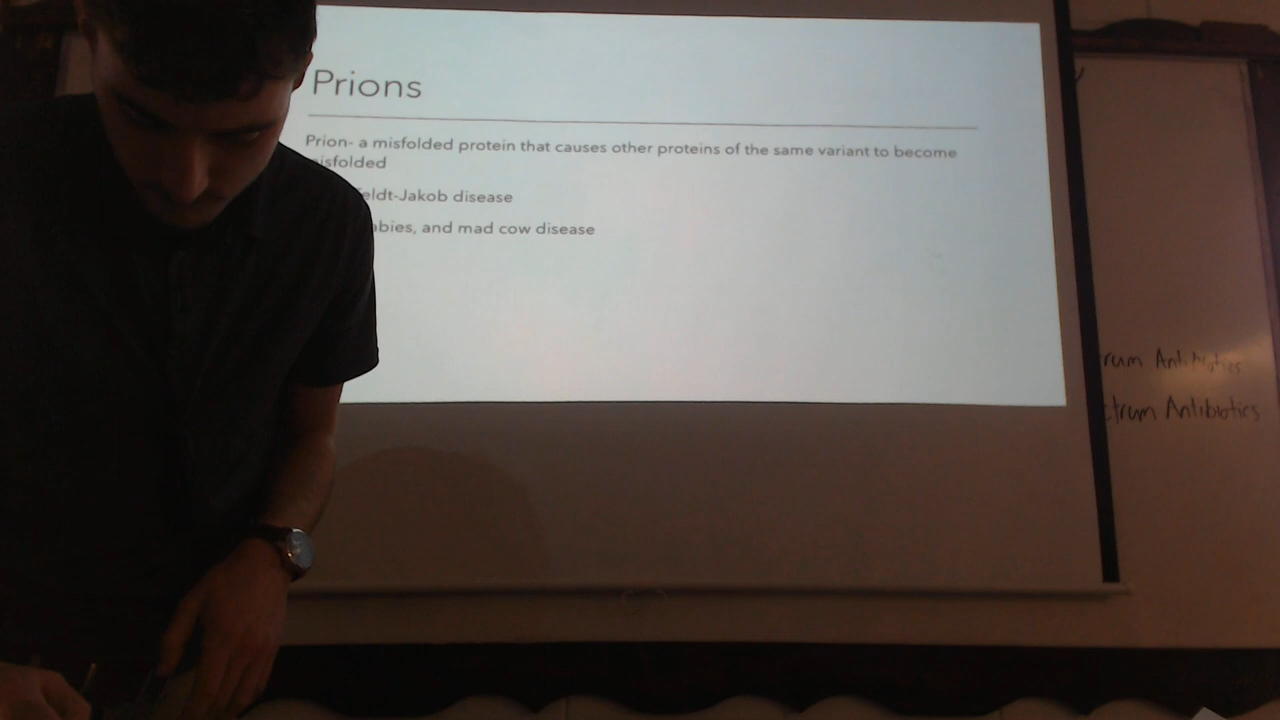 Prions
Prion- a misfolded protein that causes other proteins of the same variant to become
isfolded
eldt-Jakob disease
abies, and mad cow disease
rum Antibiotics
ctrum Antibiotics